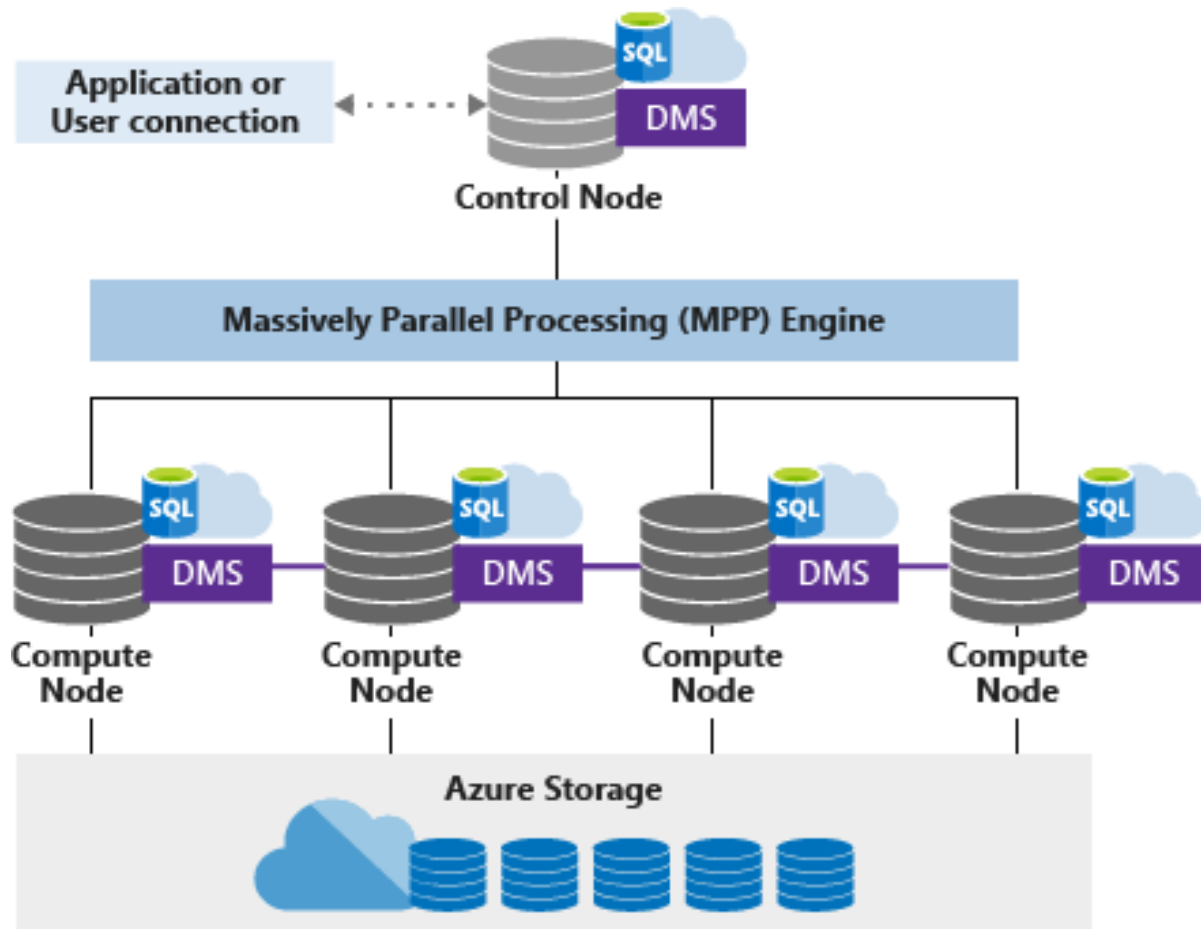 SQL
Application or
User connection
DMS
Control Node
Massively Parallel Processing (MPP) Engine
SQL
SQL
SQL
SQL
DMS
DMS
DMS
DMS
Compute
Node
Compute
Node
Compute
Node
Compute
Node
Azure Storage